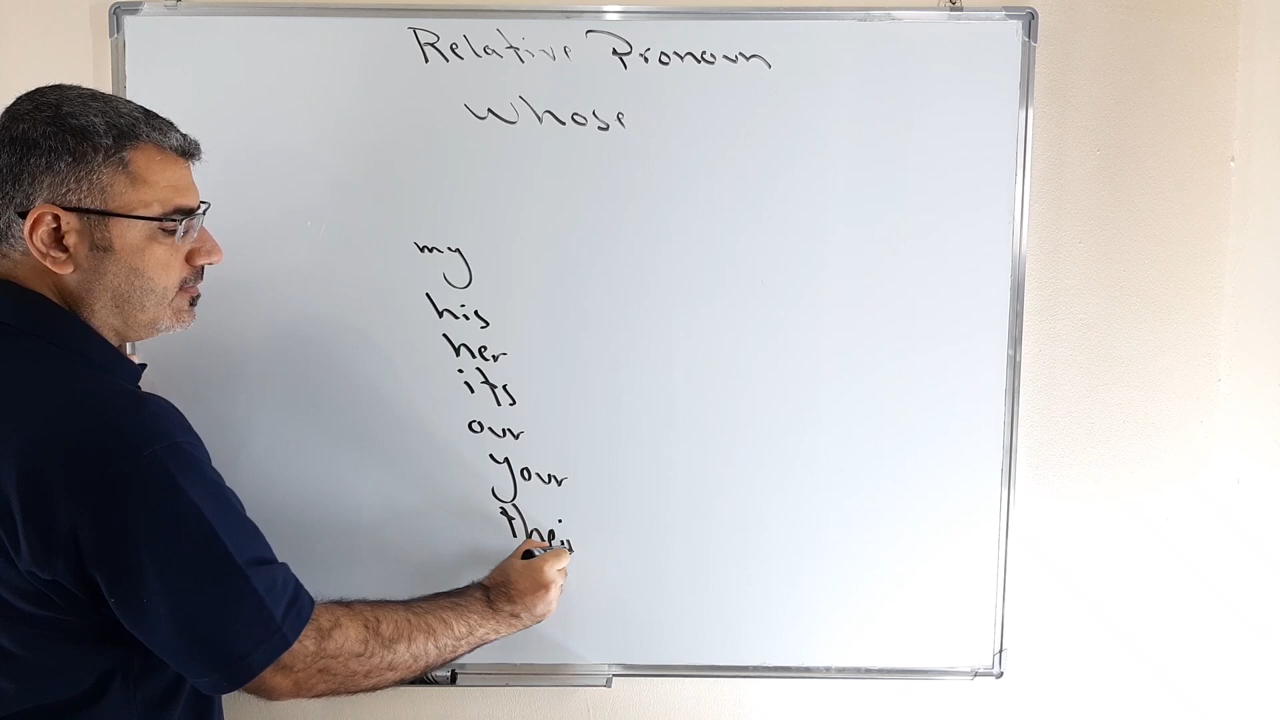 Relative Pronoun
Whose
my
his
her
its
our
your
their